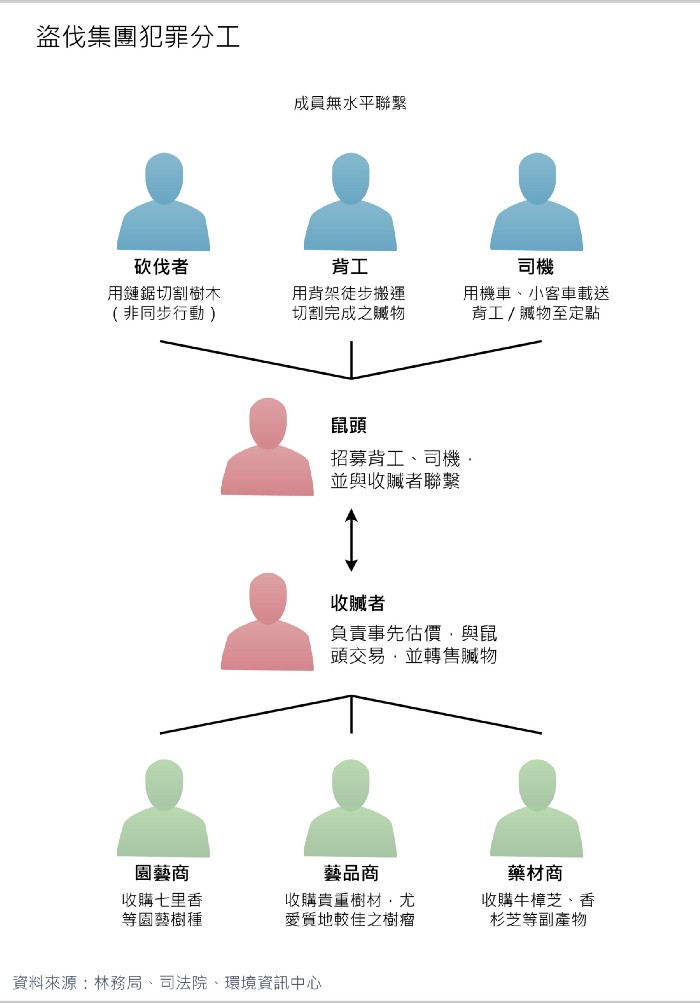 盜伐集團犯罪分工
成員無水平聯繫
砍伐者
用鏈鋸切割樹木
(非同步行動)
背工
用背架徒步搬運
切割完成之贓物
司機
用機車、小客車載送
背工/贓物至定點
鼠頭
招募背工、司機,
並與收贓者聯繫
收贓者
負責事先估價,與鼠
頭交易,並轉售贓物
園藝商
收購七里香
等園藝樹種
藝品商
收購貴重樹材,尤
愛質地較佳之樹瘤
藥材商
收購牛樟芝、香
杉芝等副產物
資料來源:林務局、司法院、環境資訊中心